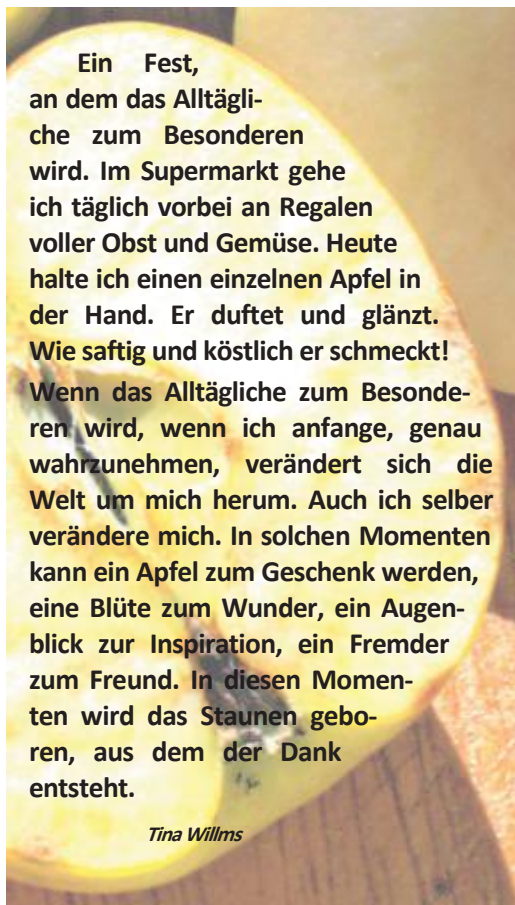 Ein Fest,
an dem das Alltägli-
che zum Besonderen
wird. Im Supermarkt gehe
ich täglich vorbei an Regalen
voller Obst und Gemüse. Heute
halte ich einen einzelnen Apfel in
der Hand. Er duftet und glänzt.
Wie saftig und köstlich er schmeckt!
Wenn das Alltägliche zum Besonde-
ren wird, wenn ich anfange, genau
wahrzunehmen, verändert sich die
Welt um mich herum. Auch ich selber
verändere mich. In solchen Momenten
kann ein Apfel zum Geschenk werden,
eine Blüte zum Wunder, ein Augen-
blick zur Inspiration, ein Fremder
zum Freund. In diesen Momen-
ten wird das Staunen gebo-
ren, aus dem der Dank
entsteht.
Tina Willms